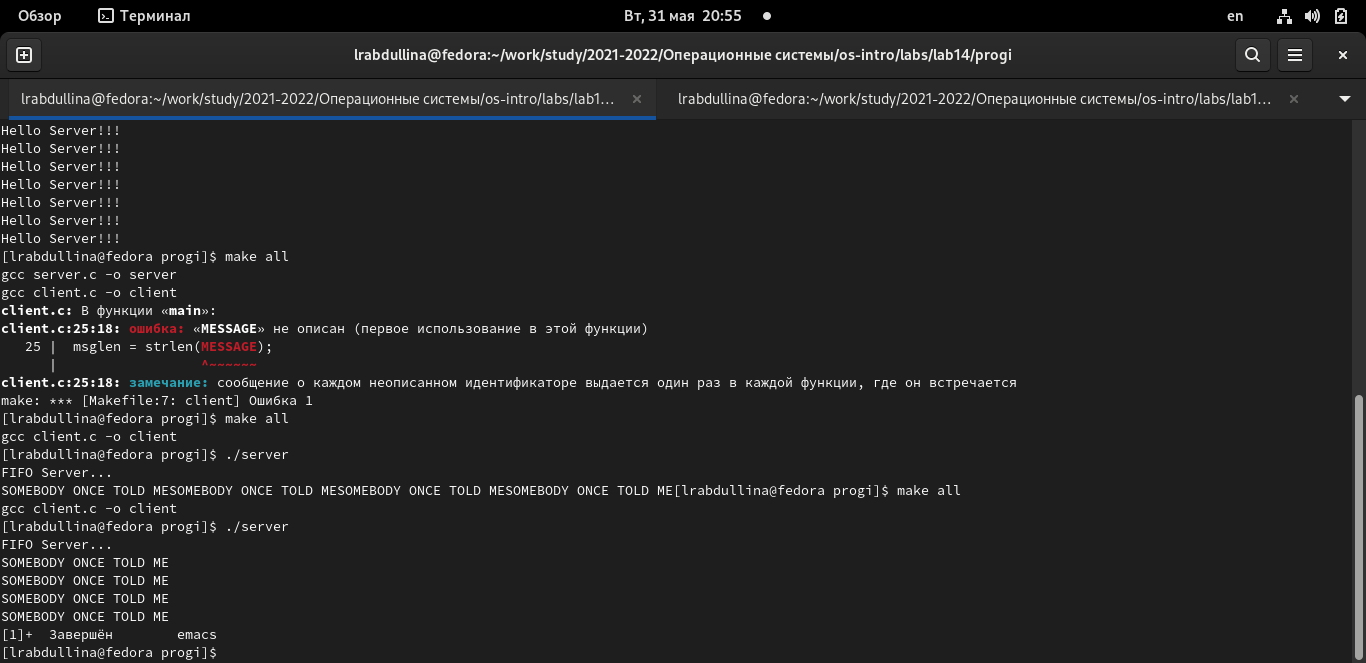 Обзор Терминал Вт, 31 мая 20:55 en
lrabdullina@fedora:~/work/study/2021-2022/Операционные системы/os-intro/labs/lab14/progi
lrabdullina@fedora:~/work/study/2021-2022/Операционные системы/os-intro/labs/lab1… lrabdullina@fedora:~/work/study/2021-2022/Операционные системы/os-intro/labs/lab1…
Hello Server!!!
Hello Server!!!
Hello Server!!!
Hello Server!!!
Hello Server!!!
Hello Server!!!
Hello Server!!!
[lrabdullina@fedora progi]$ make all
gcc server.c -o server
gcc client.c -o client
client.c: В функции «main»:
client.c:25:18: ошибка: «MESSAGE» не описан (первое использование в этой функции)
   25 |  msglen = strlen(MESSAGE);
      |                  ^~~~~~~
client.c:25:18: замечание: сообщение о каждом неописанном идентификаторе выдается один раз в каждой функции, где он встречается
make: *** [Makefile:7: client] Ошибка 1
[lrabdullina@fedora progi]$ make all
gcc client.c -o client
[lrabdullina@fedora progi]$ ./server
FIFO Server...
SOMEBODY ONCE TOLD MESOMEBODY ONCE TOLD MESOMEBODY ONCE TOLD MESOMEBODY ONCE TOLD ME[lrabdullina@fedora progi]$ make all
gcc client.c -o client
[lrabdullina@fedora progi]$ ./server
FIFO Server...
SOMEBODY ONCE TOLD ME
SOMEBODY ONCE TOLD ME
SOMEBODY ONCE TOLD ME
SOMEBODY ONCE TOLD ME
[1]+  Завершён        emacs
[lrabdullina@fedora progi]$